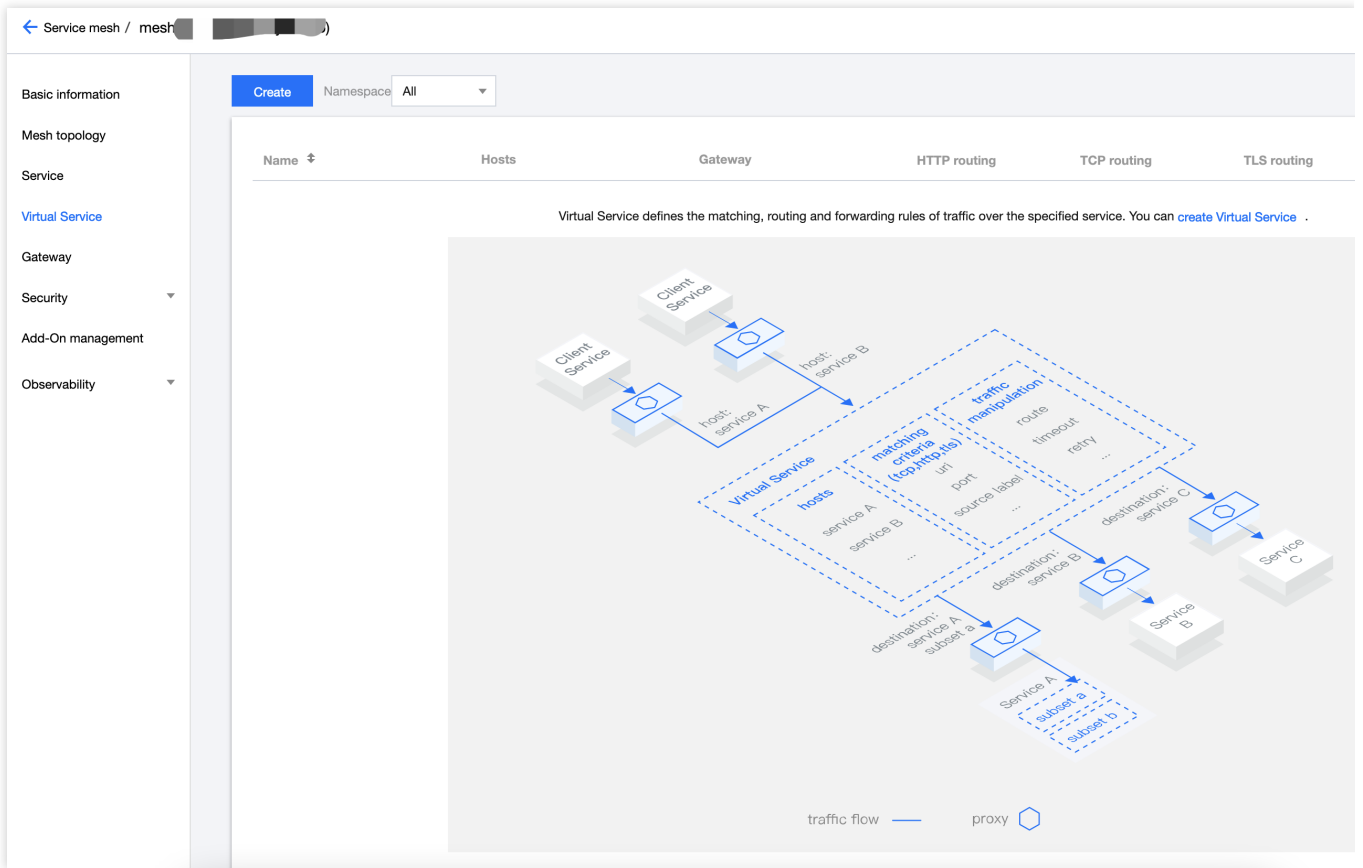 Service mesh / mesh )
Basic information
Mesh topology
Service
Virtual Service
Gateway
Security
Add-On management
Observability
Create Namespace All
Name Hosts Gateway HTTP routing TCP routing TLS routing
Virtual Service defines the matching, routing and forwarding rules of traffic over the specified service. You can create Virtual Service .
Client
Service
Client
Service
host:
service B
host:
service A
Virtual Service
hosts
service A
service B
...
matching
criteria
(tcp,http,tls)
uri
port
source label
...
traffic
manipulation
route
timeout
retry
...
destination:
service C
Service
C
destination:
service B
Service
B
destination:
service A
subset a
Service A
subset a
subset b
traffic flow
proxy